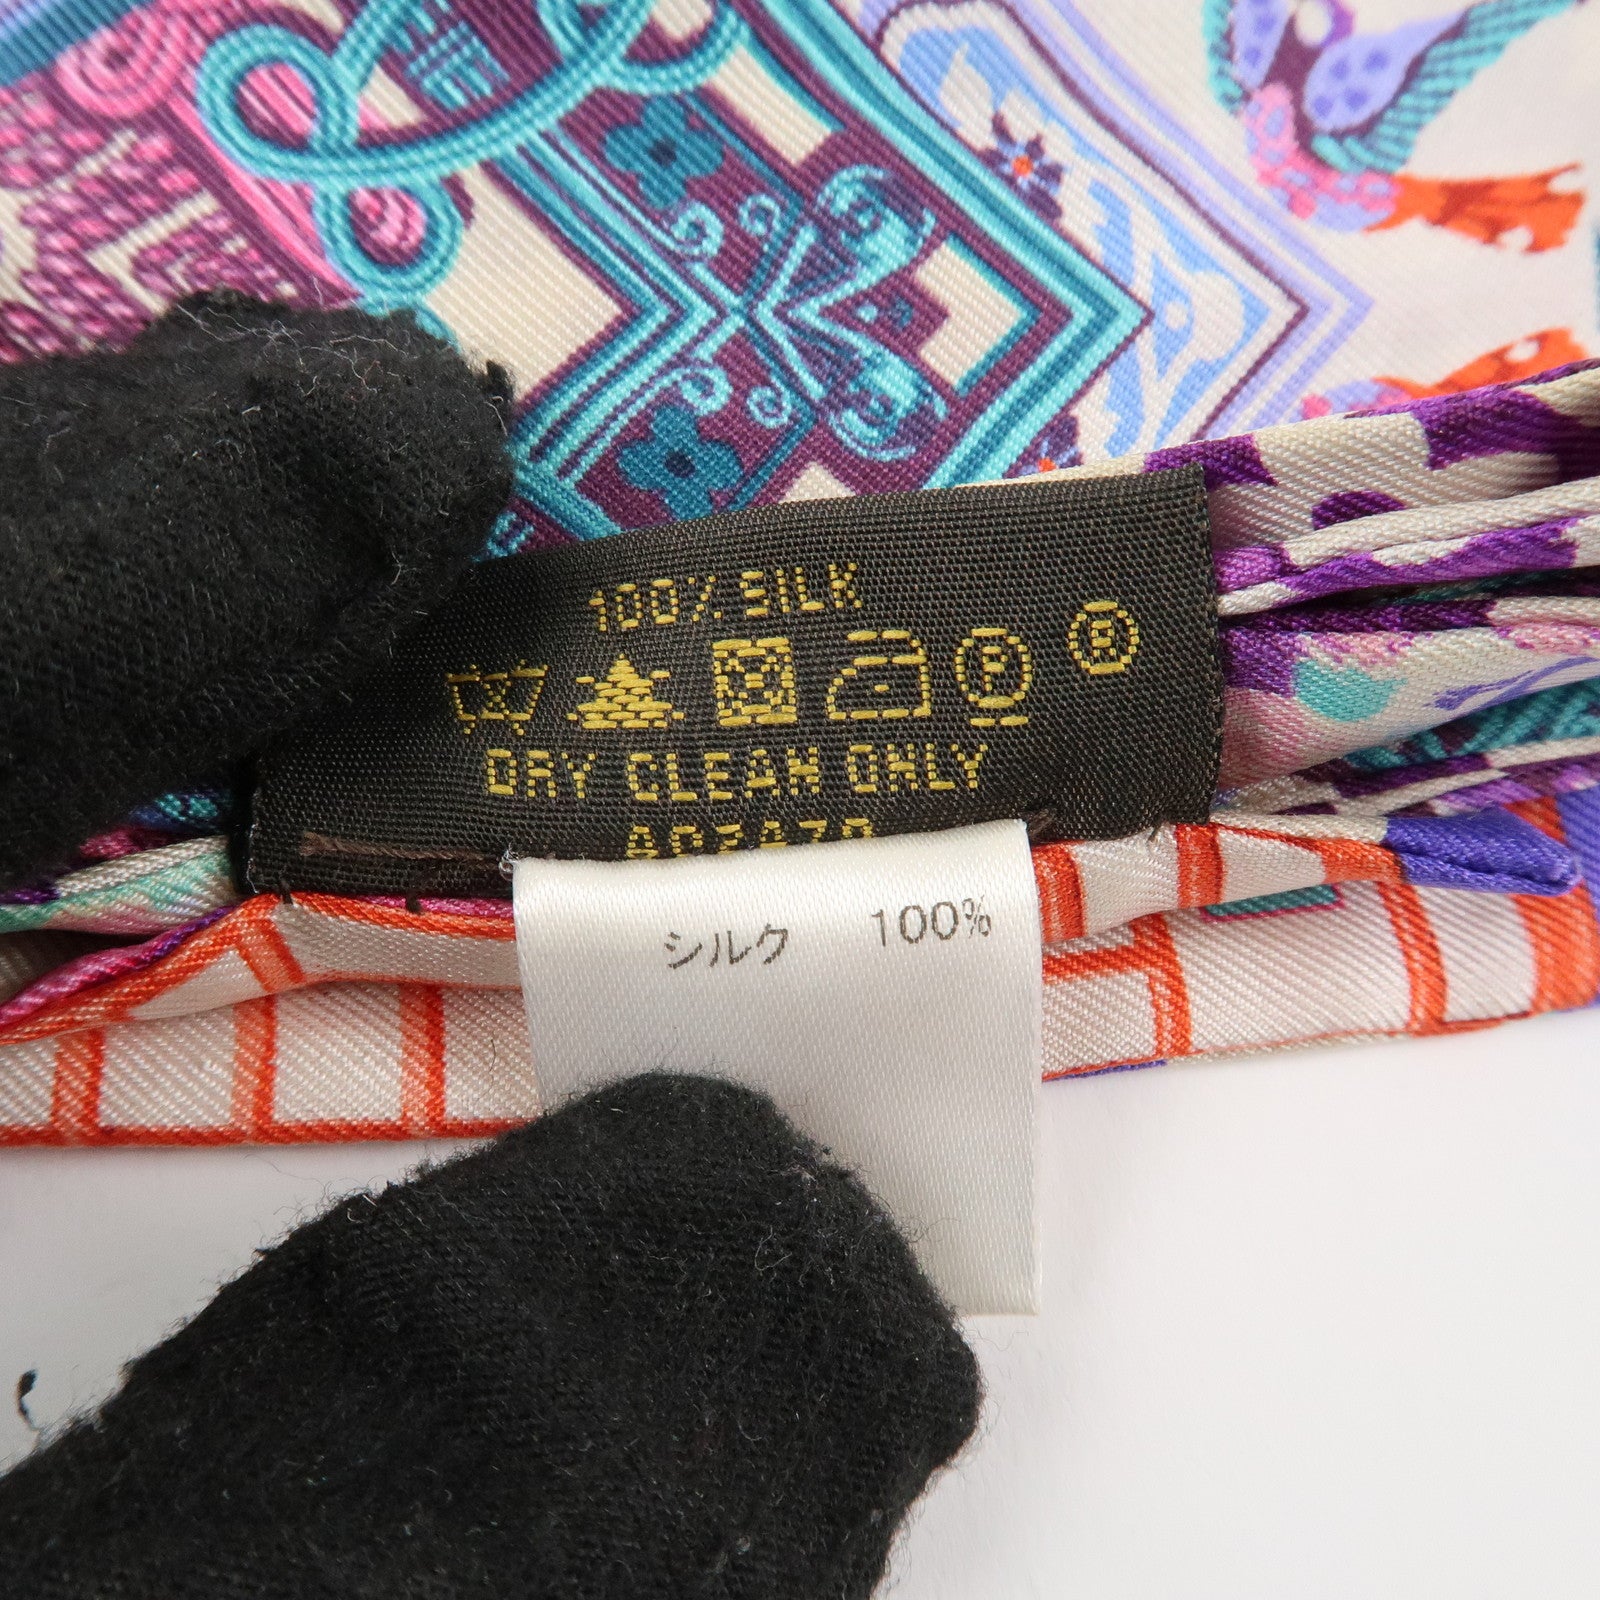 100% SILK
P
DRY CLEAN ONLY
シルク 100%